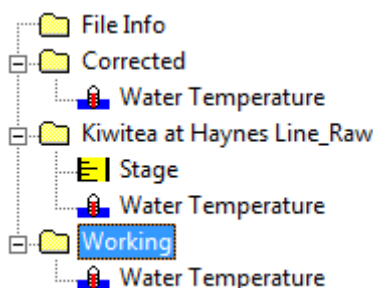 File Info
Corrected
Water Temperature
Kiwitea at Haynes Line_Raw
Stage
Water Temperature
Working
Water Temperature